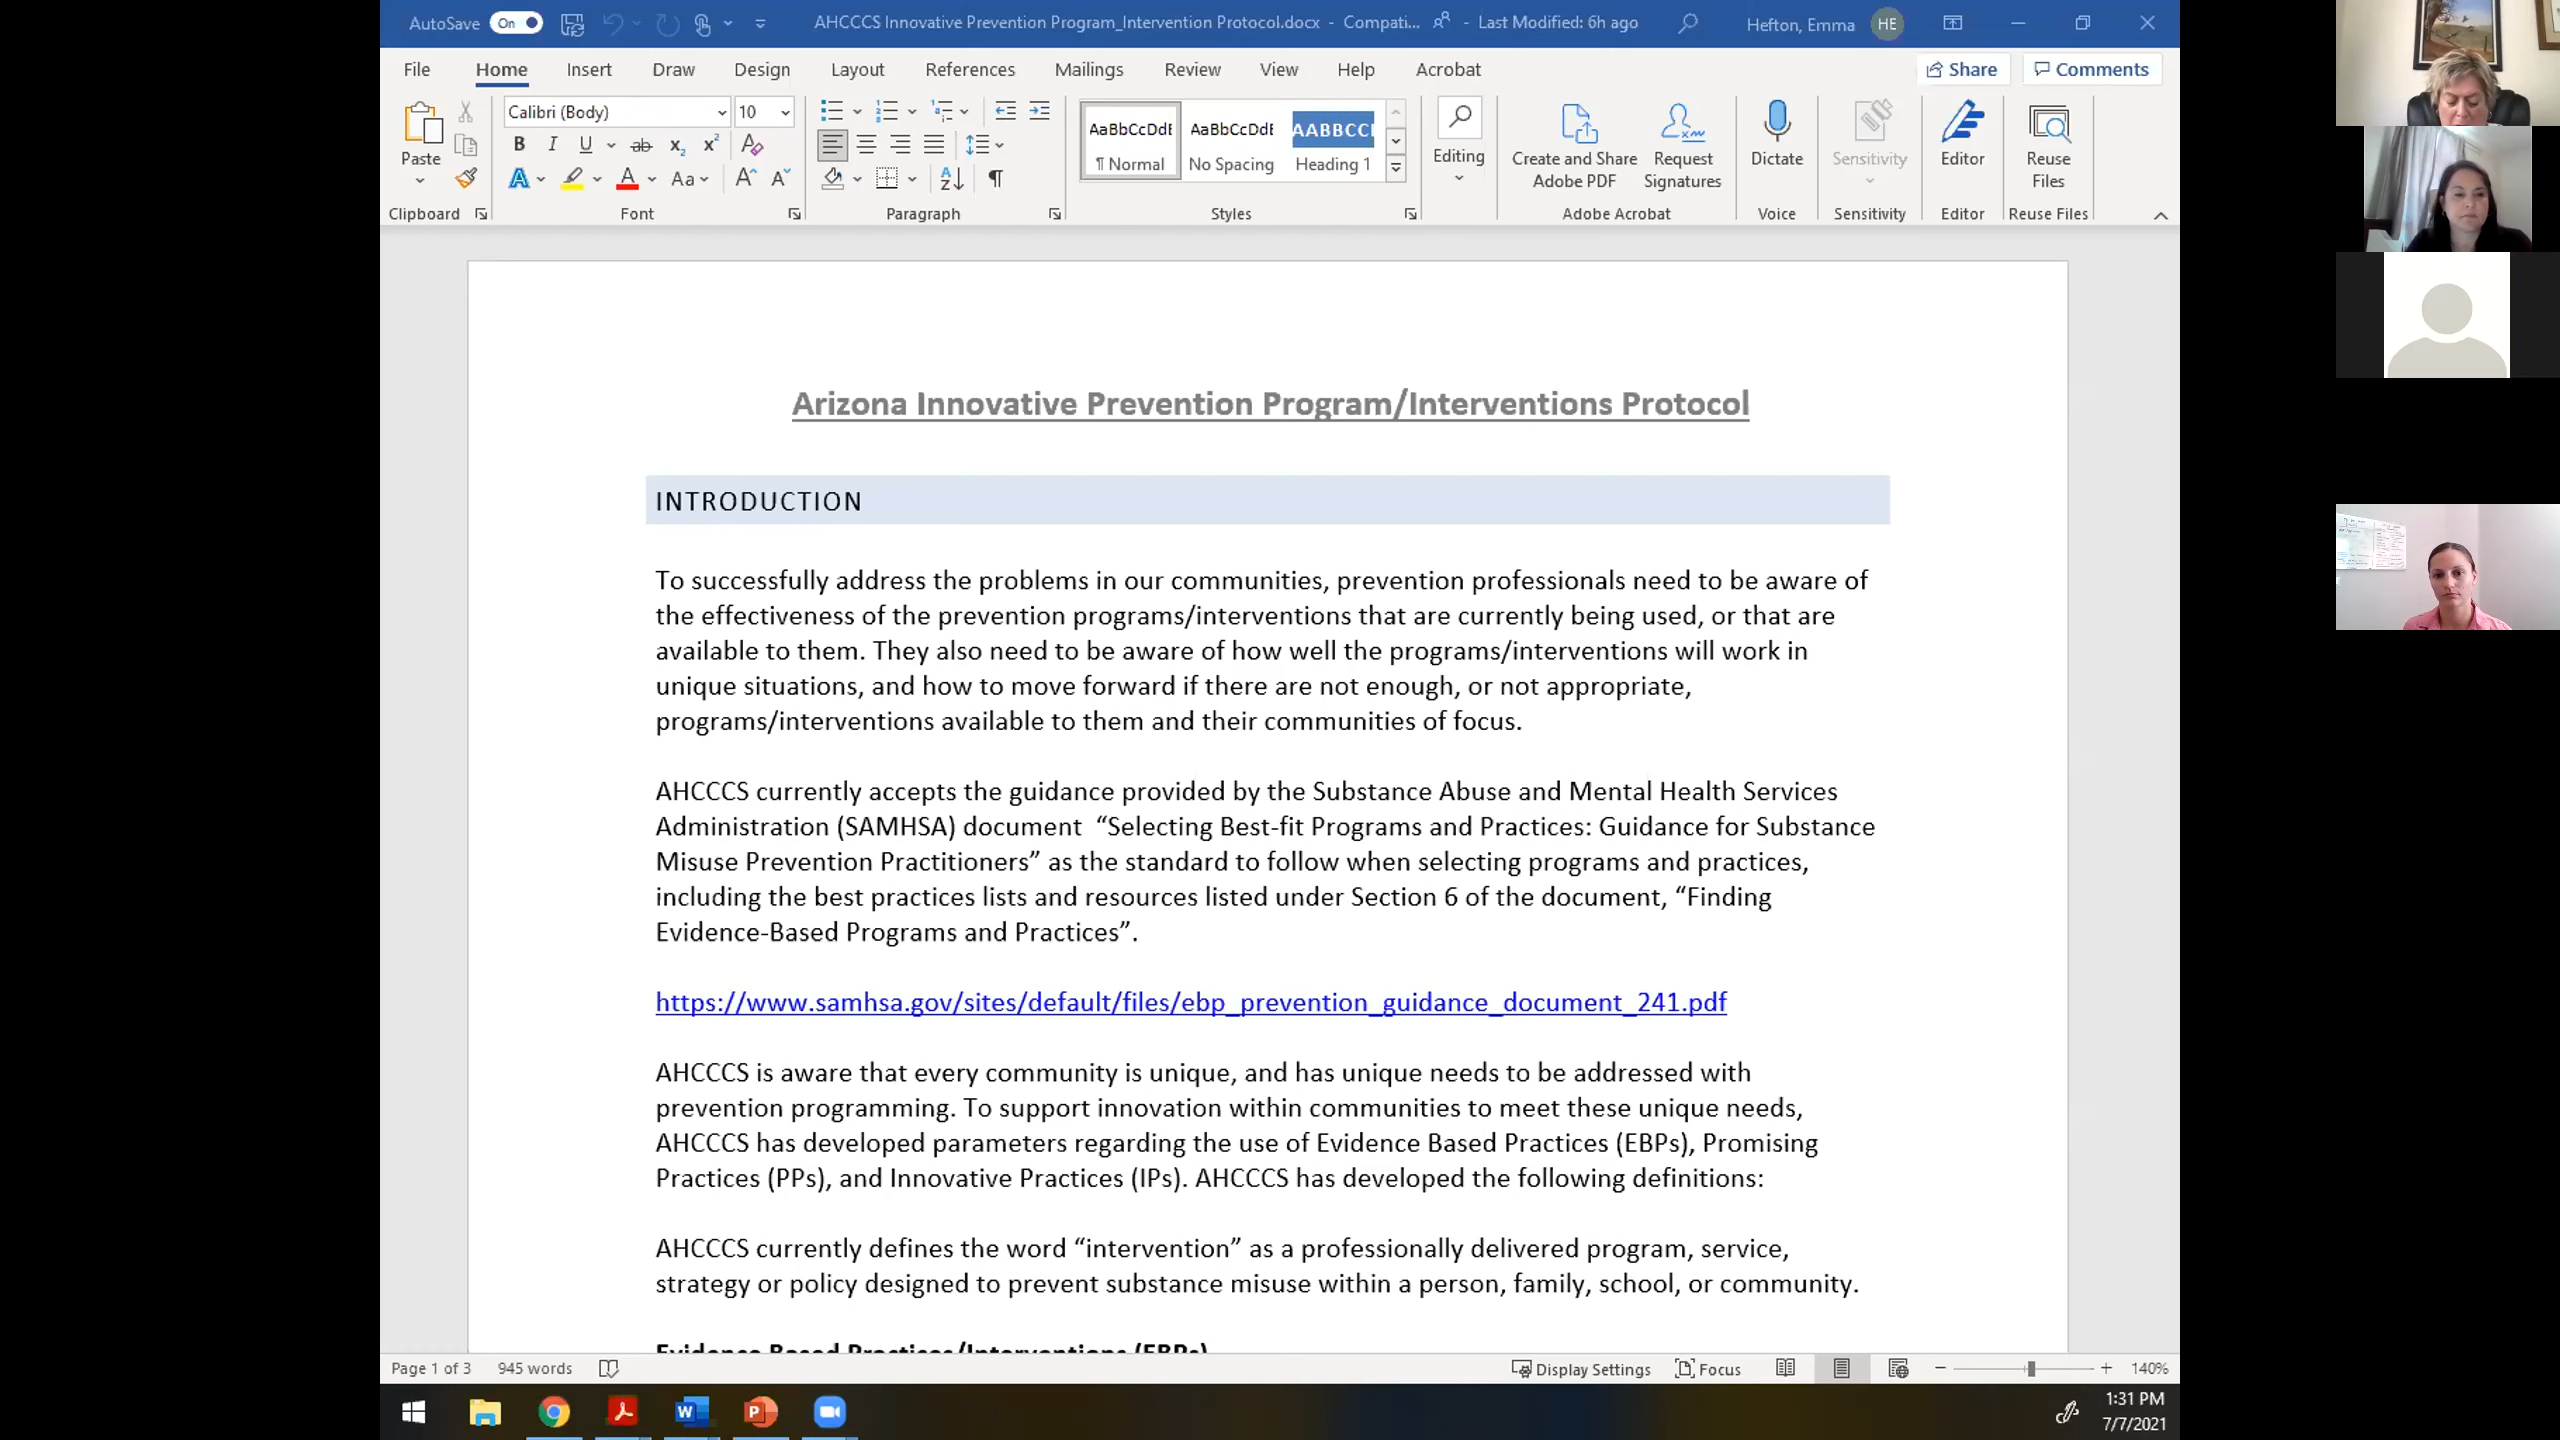 AutoSave On AHCCCS Innovative Prevention Program_Intervention Protocol.docx - Compati... - Last Modified: 6h ago Hefton, Emma HE
File Home Insert Draw Design Layout References Mailings Review View Help Acrobat Share Comments
Calibri (Body) 10
Paste
B I U ab x₂ x²
A A Aa A A
AaBbCcDdE AaBbCcDdE AABBCCI
¶ Normal No Spacing Heading 1
Editing
Create and Share
Adobe PDF
Request
Signatures
Dictate
Sensitivity
Editor
Reuse
Files
Clipboard Font Paragraph Styles Adobe Acrobat Voice Sensitivity Editor Reuse Files
Arizona Innovative Prevention Program/Interventions Protocol
INTRODUCTION
To successfully address the problems in our communities, prevention professionals need to be aware of
the effectiveness of the prevention programs/interventions that are currently being used, or that are
available to them. They also need to be aware of how well the programs/interventions will work in
unique situations, and how to move forward if there are not enough, or not appropriate,
programs/interventions available to them and their communities of focus.
AHCCCS currently accepts the guidance provided by the Substance Abuse and Mental Health Services
Administration (SAMHSA) document “Selecting Best-fit Programs and Practices: Guidance for Substance
Misuse Prevention Practitioners” as the standard to follow when selecting programs and practices,
including the best practices lists and resources listed under Section 6 of the document, “Finding
Evidence-Based Programs and Practices”.
https://www.samhsa.gov/sites/default/files/ebp_prevention_guidance_document_241.pdf
AHCCCS is aware that every community is unique, and has unique needs to be addressed with
prevention programming. To support innovation within communities to meet these unique needs,
AHCCCS has developed parameters regarding the use of Evidence Based Practices (EBPs), Promising
Practices (PPs), and Innovative Practices (IPs). AHCCCS has developed the following definitions:
AHCCCS currently defines the word “intervention” as a professionally delivered program, service,
strategy or policy designed to prevent substance misuse within a person, family, school, or community.
Evidence Based Practices/Interventions (EBPs)
Page 1 of 3 945 words Display Settings Focus 140%
1:31 PM
7/7/2021